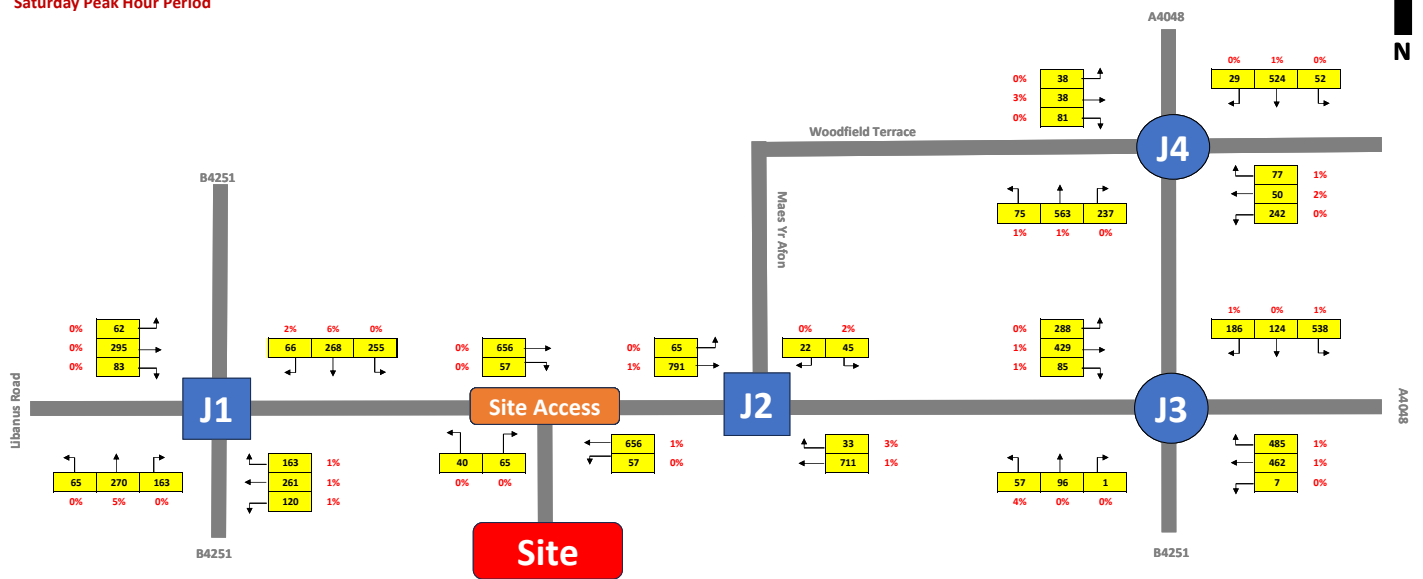 Saturday Peak Hour Period
A4048
N
0% 1% 0%
29 524 52
0% 38
3% 38
0% 81
Woodfield Terrace
J4
77 1%
50 2%
242 0%
75 563 237
1% 1% 0%
B4251
Maes Yr Afon
0% 62
0% 295
0% 83
2% 6% 0%
66 268 255
0% 656
0% 57
0% 65
1% 791
0% 2%
22 45
0% 288
1% 429
1% 85
1% 0% 1%
186 124 538
Libanus Road
J1
Site Access
J2
J3
A4048
65 270 163
0% 5% 0%
163 1%
261 1%
120 1%
40 65
0% 0%
656 1%
57 0%
33 3%
711 1%
57 96 1
4% 0% 0%
485 1%
462 1%
7 0%
B4251
Site
B4251